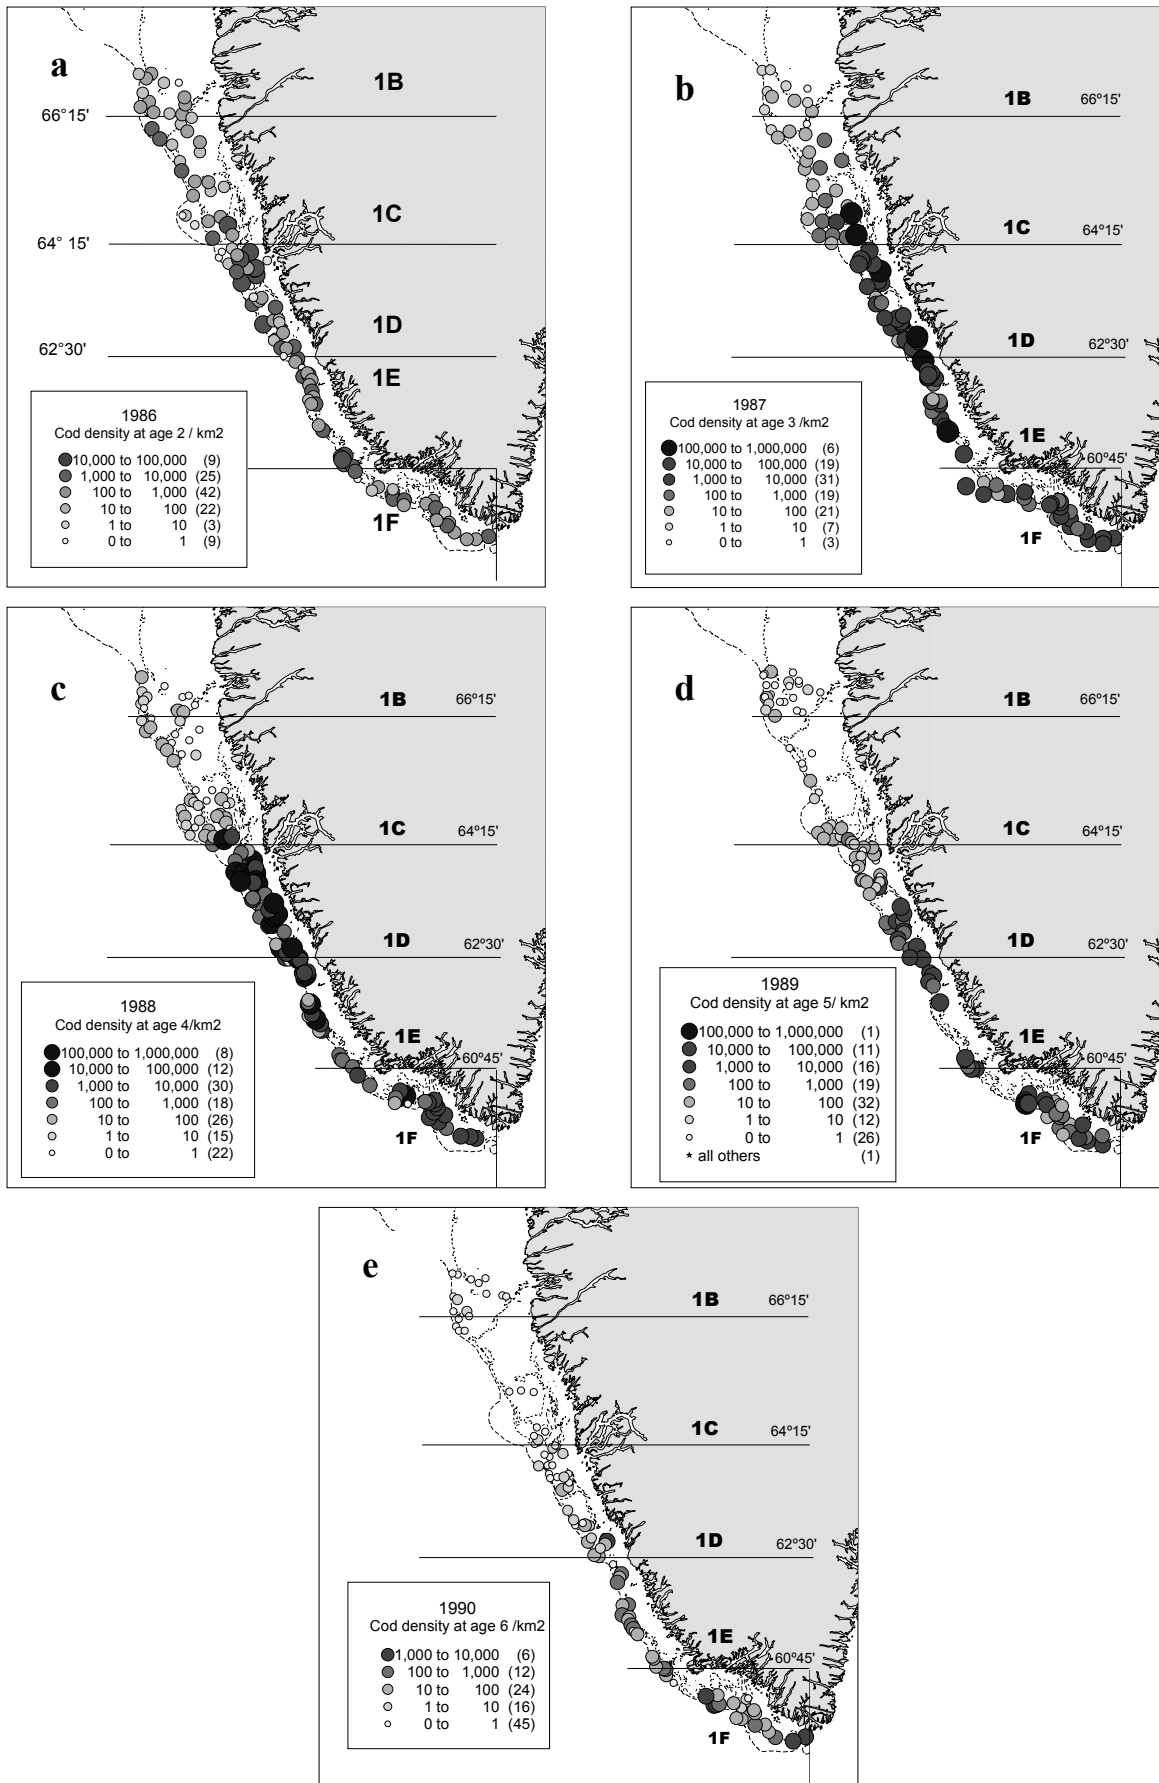 a
1B
66°15'
1C
64° 15'
1D
62°30'
1E
1F
1986
Cod density at age 2 / km2
10,000 to 100,000 (9)
1,000 to 10,000 (25)
100 to 1,000 (42)
10 to 100 (22)
1 to 10 (3)
0 to 1 (9)
b
1B
66°15'
1C
64°15'
1D
62°30'
1E
60°45'
1F
1987
Cod density at age 3 /km2
100,000 to 1,000,000 (6)
10,000 to 100,000 (19)
1,000 to 10,000 (31)
100 to 1,000 (19)
10 to 100 (21)
1 to 10 (7)
0 to 1 (3)
c
1B
66°15'
1C
64°15'
1D
62°30'
1E
60°45'
1F
1988
Cod density at age 4/km2
100,000 to 1,000,000 (8)
10,000 to 100,000 (12)
1,000 to 10,000 (30)
100 to 1,000 (18)
10 to 100 (26)
1 to 10 (15)
0 to 1 (22)
d
1B
66°15'
1C
64°15'
1D
62°30'
1E
60°45'
1F
1989
Cod density at age 5/ km2
100,000 to 1,000,000 (1)
10,000 to 100,000 (11)
1,000 to 10,000 (16)
100 to 1,000 (19)
10 to 100 (32)
1 to 10 (12)
0 to 1 (26)
all others (1)
e
1B
66°15'
1C
64°15'
1D
62°30'
1E
60°45'
1F
1990
Cod density at age 6 /km2
1,000 to 10,000 (6)
100 to 1,000 (12)
10 to 100 (24)
1 to 10 (16)
0 to 1 (45)